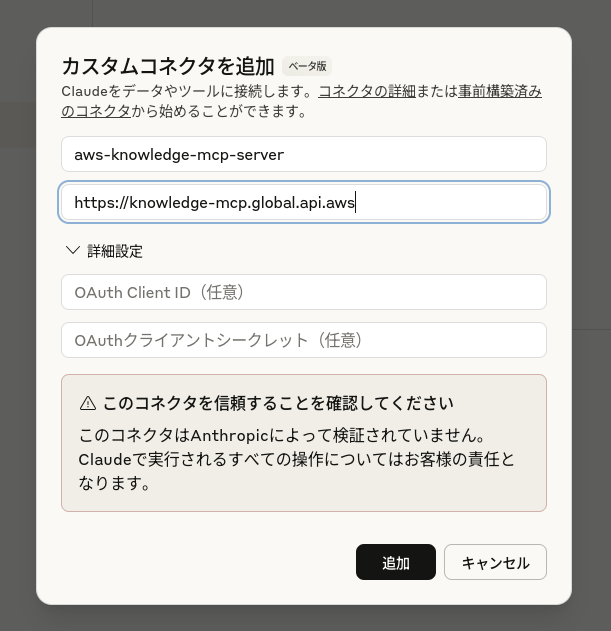 カスタムコネクタを追加 ベータ版
Claudeをデータやツールに接続します。コネクタの詳細または事前構築済み
のコネクタから始めることができます。
aws-knowledge-mcp-server
https://knowledge-mcp.global.api.aws
詳細設定
OAuth Client ID（任意）
OAuthクライアントシークレット（任意）
このコネクタを信頼することを確認してください
このコネクタはAnthropicによって検証されていません。
Claudeで実行されるすべての操作についてはお客様の責任と
なります。
追加 キャンセル